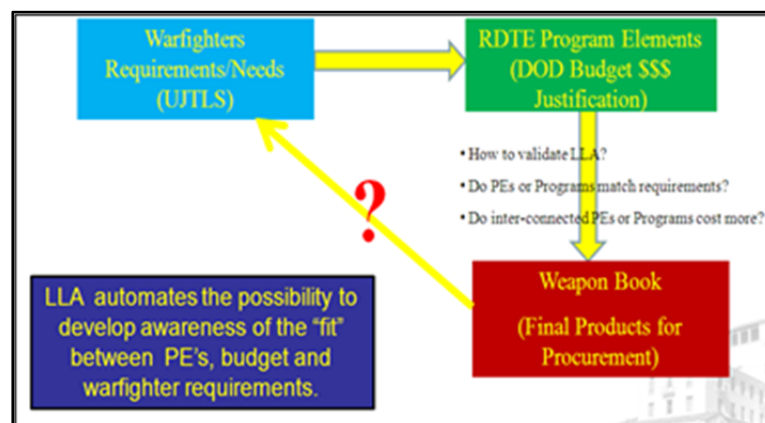 Warfighters
Requirements/Needs
(UJTLS)
RDTE Program Elements
(DOD Budget $$$
Justification)
• How to validate LLA?
• Do PEs or Programs match requirements?
• Do inter-connected PEs or Programs cost more?
?
LLA automates the possibility to
develop awareness of the “fit”
between PE’s, budget and
warfighter requirements.
Weapon Book
(Final Products for
Procurement)